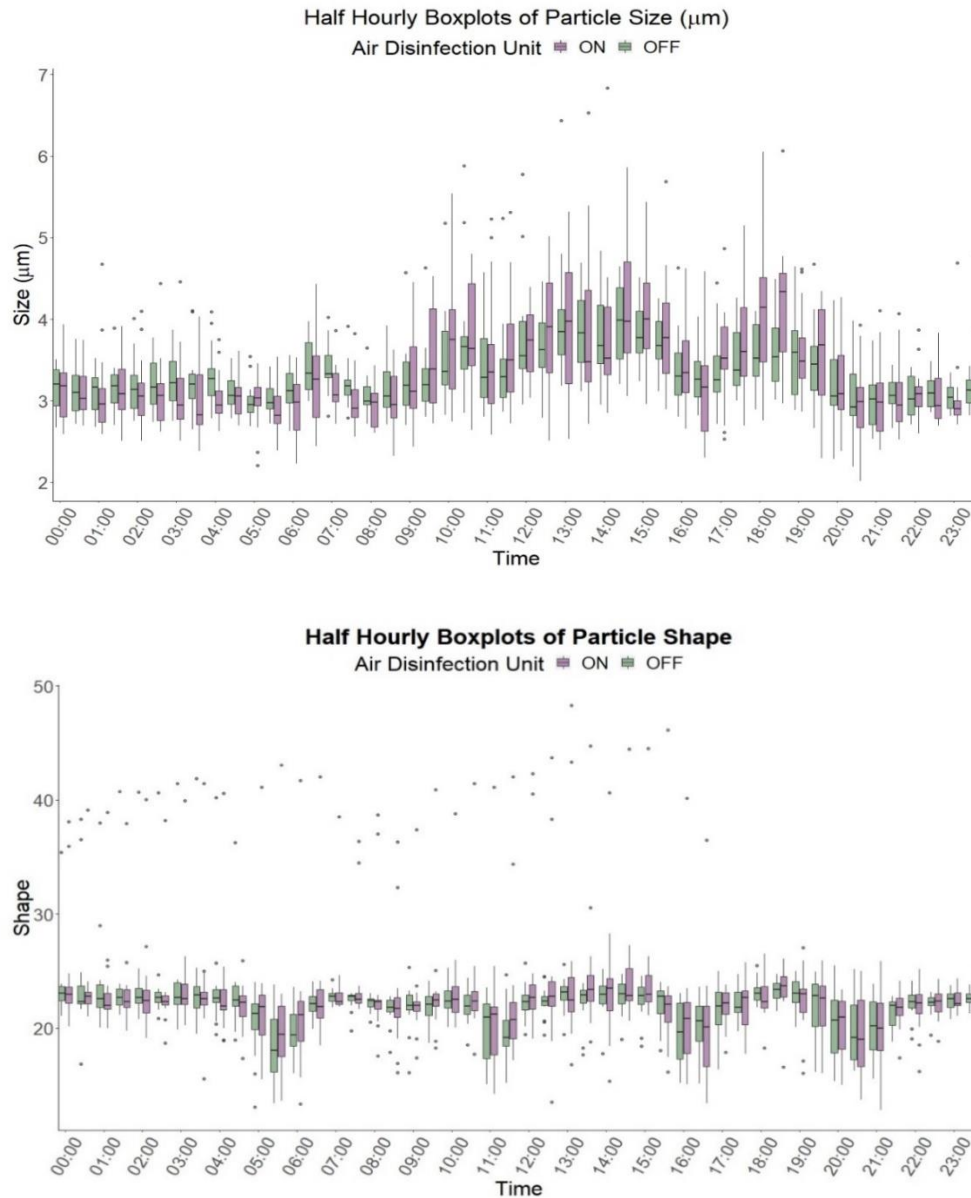 Half Hourly Boxplots of Particle Size (μm)
Air Disinfection Unit ON OFF
7
6
5
4
3
2
Size (μm)
00:00 01:00 02:00 03:00 04:00 05:00 06:00 07:00 08:00 09:00 10:00 11:00 12:00 13:00 14:00 15:00 16:00 17:00 18:00 19:00 20:00 21:00 22:00 23:00
Time
Half Hourly Boxplots of Particle Shape
Air Disinfection Unit ON OFF
50
40
30
20
Shape
00:00 01:00 02:00 03:00 04:00 05:00 06:00 07:00 08:00 09:00 10:00 11:00 12:00 13:00 14:00 15:00 16:00 17:00 18:00 19:00 20:00 21:00 22:00 23:00
Time